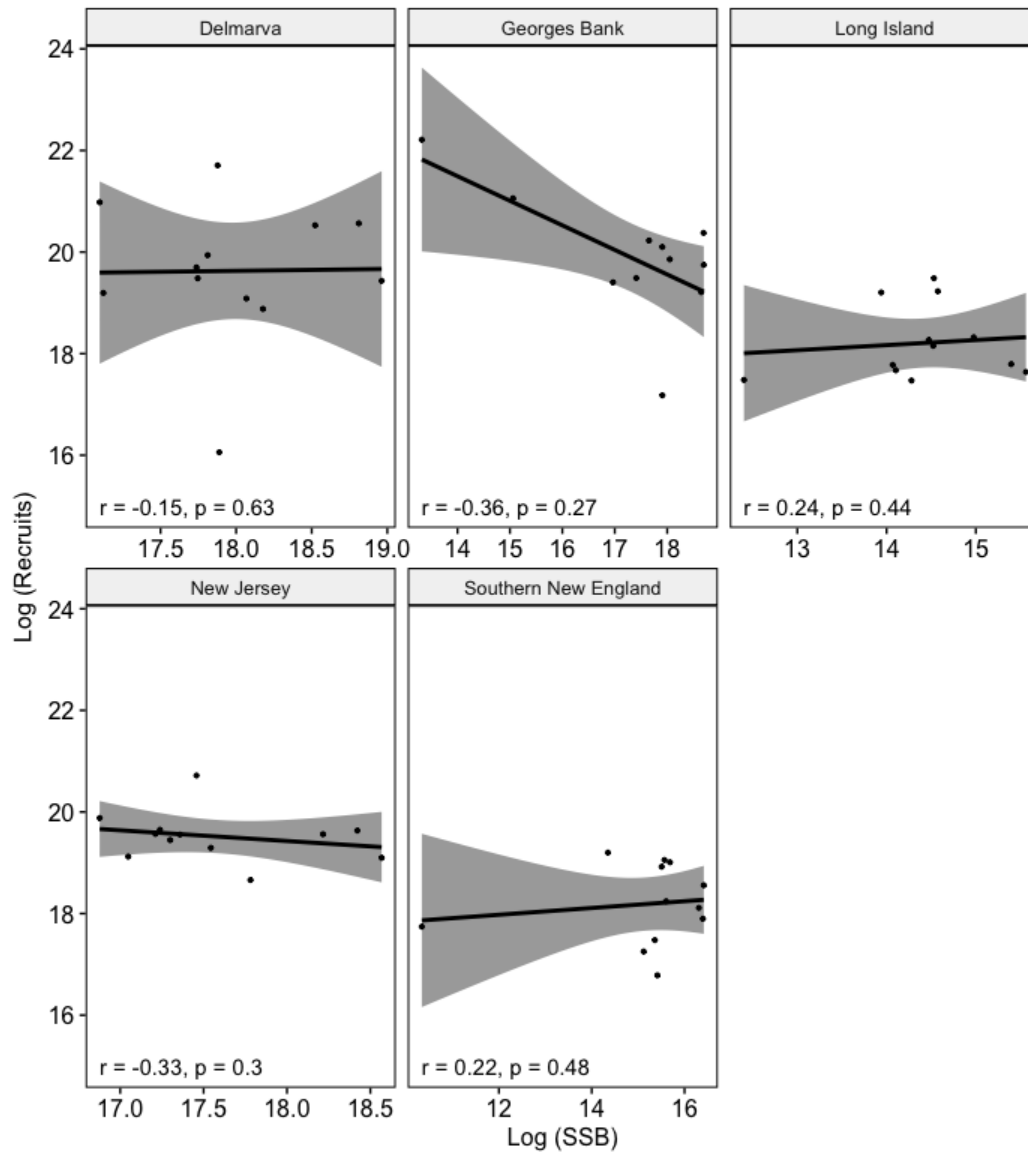 Delmarva
Georges Bank
Long Island
24
22
20
18
16
r = -0.15, p = 0.63
r = -0.36, p = 0.27
r = 0.24, p = 0.44
17.5 18.0 18.5 19.0
14 15 16 17 18
13 14 15
Log (Recruits)
New Jersey
Southern New England
24
22
20
18
16
r = -0.33, p = 0.3
r = 0.22, p = 0.48
17.0 17.5 18.0 18.5
12 14 16
Log (SSB)